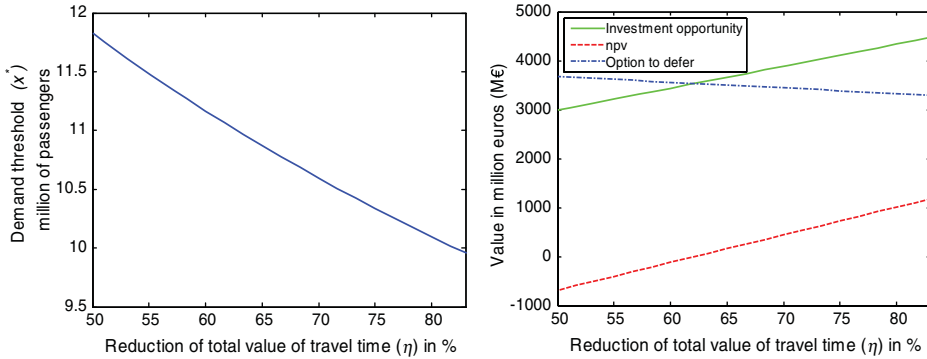 12
11.5
11
10.5
10
9.5
50 55 60 65 70 75 80
Demand threshold (x*)
million of passengers
Reduction of total value of travel time (η) in %
5000
4000
3000
2000
1000
0
-1000
50 55 60 65 70 75 80
Value in million euros (M€)
Reduction of total value of travel time (η) in %
Investment opportunity
npv
Option to defer